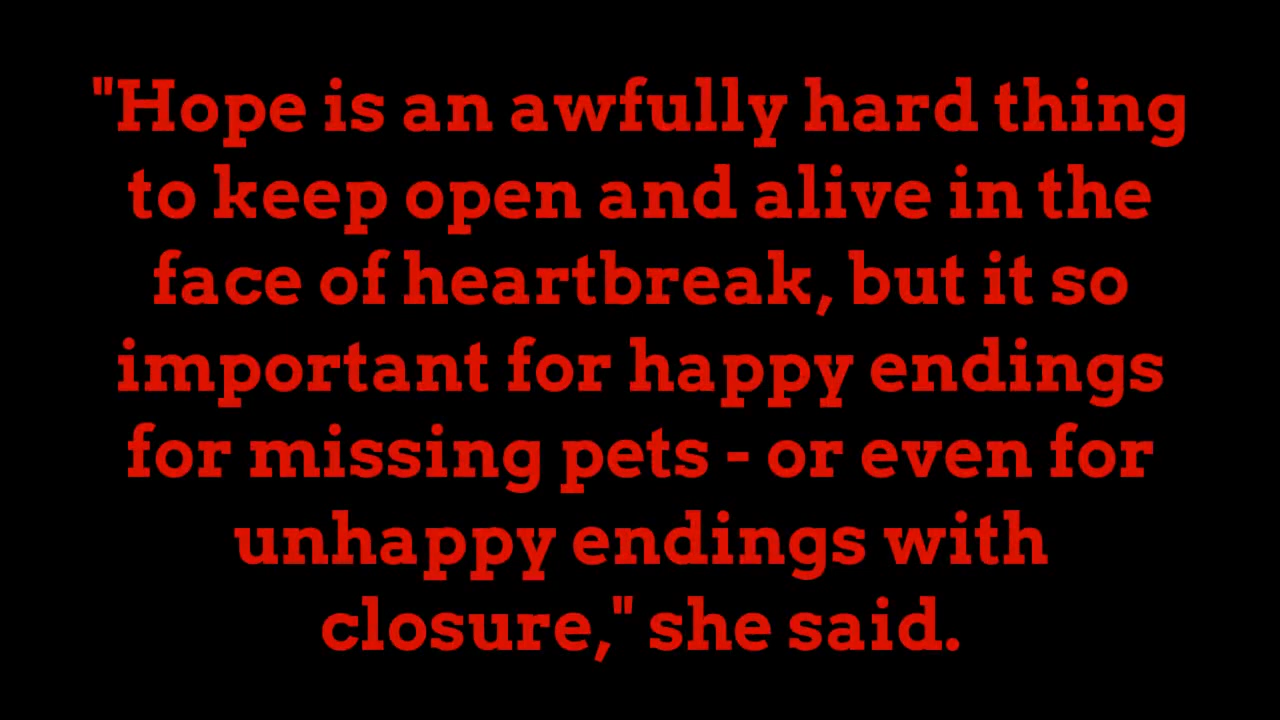 "Hope is an awfully hard thing
to keep open and alive in the
face of heartbreak, but it so
important for happy endings
for missing pets - or even for
unhappy endings with
closure," she said.